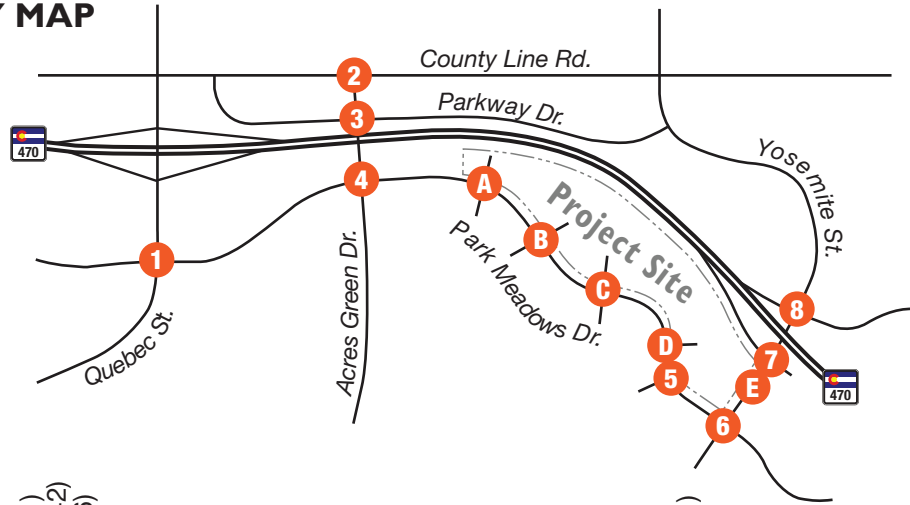 MAP
County Line Rd.
2
3
Parkway Dr.
470
Yosemite St.
4
A
Project Site
B
Park Meadows Dr.
1
C
Acres Green Dr.
Quebec St.
8
D
7
5
E
470
6